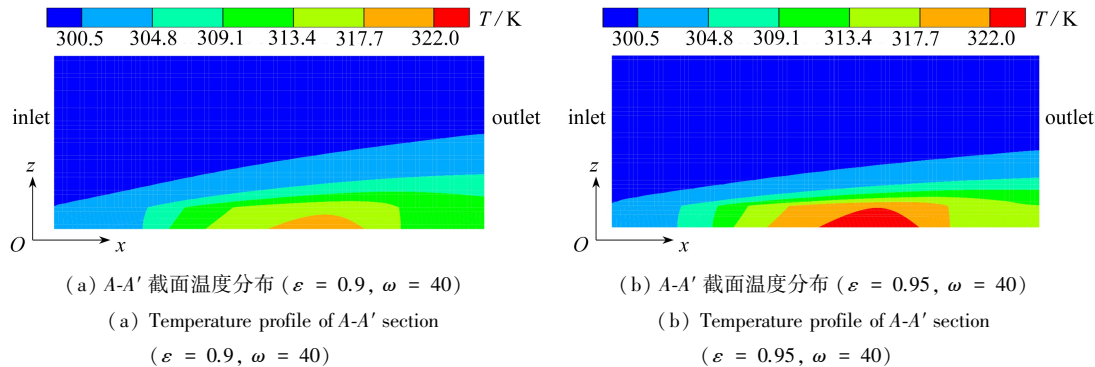 T/K
300.5 304.8 309.1 313.4 317.7 322.0
inlet
outlet
z
O
x
(a) A-A′ 截面温度分布 (ε = 0.9, ω = 40)
(a) Temperature profile of A-A′ section
(ε = 0.9, ω = 40)
T/K
300.5 304.8 309.1 313.4 317.7 322.0
inlet
outlet
z
O
x
(b) A-A′ 截面温度分布 (ε = 0.95, ω = 40)
(b) Temperature profile of A-A′ section
(ε = 0.95, ω = 40)